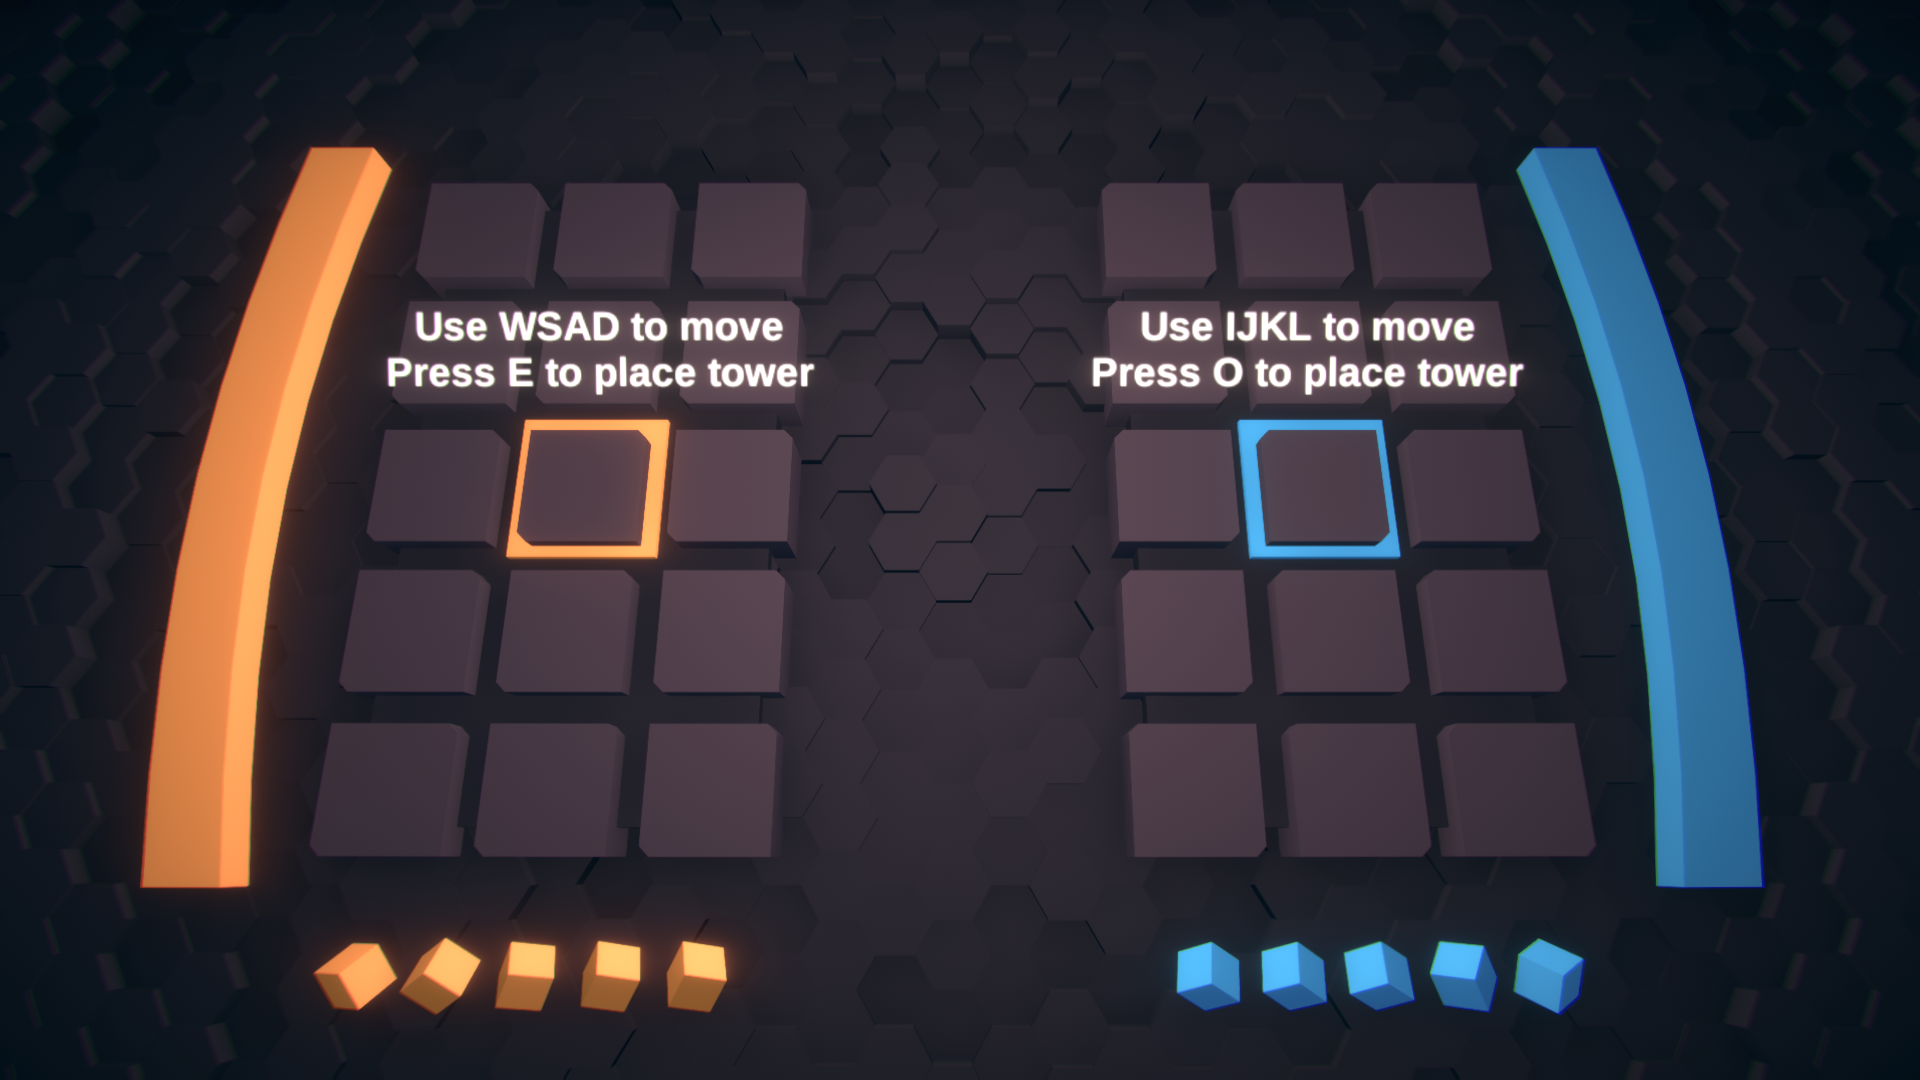 Use WSAD to move
Press E to place tower
Use IJKL to move
Press O to place tower